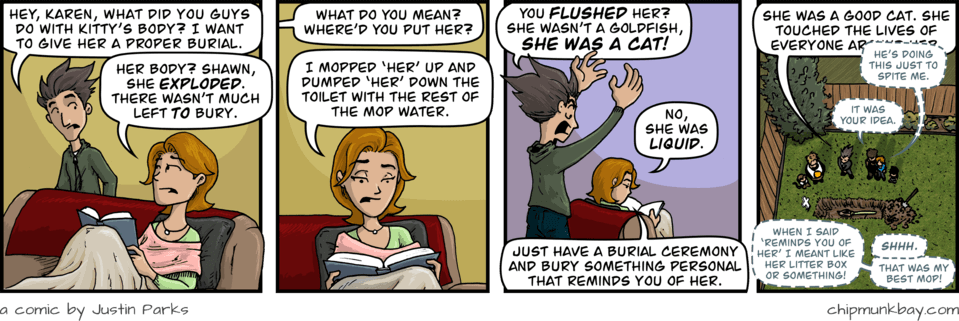 HEY, KAREN, WHAT DID YOU GUYS
DO WITH KITTY'S BODY? I WANT
TO GIVE HER A PROPER BURIAL.
HER BODY? SHAWN,
SHE EXPLODED.
THERE WASN'T MUCH
LEFT TO BURY.
WHAT DO YOU MEAN?
WHERE'D YOU PUT HER?
I MOPPED 'HER' UP AND
DUMPED 'HER' DOWN THE
TOILET WITH THE REST OF
THE MOP WATER.
YOU FLUSHED HER?
SHE WASN'T A GOLDFISH,
SHE WAS A CAT!
NO,
SHE WAS
LIQUID.
JUST HAVE A BURIAL CEREMONY
AND BURY SOMETHING PERSONAL
THAT REMINDS YOU OF HER.
SHE WAS A GOOD CAT. SHE
TOUCHED THE LIVES OF
EVERYONE
HE'S DOING
THIS JUST TO
SPITE ME.
IT WAS
YOUR IDEA.
WHEN I SAID
'REMINDS YOU OF
HER' I MEANT LIKE
HER LITTER BOX
OR SOMETHING!
SHHH.
THAT WAS MY
BEST MOP!
a comic by Justin Parks
chipmunkbay.com